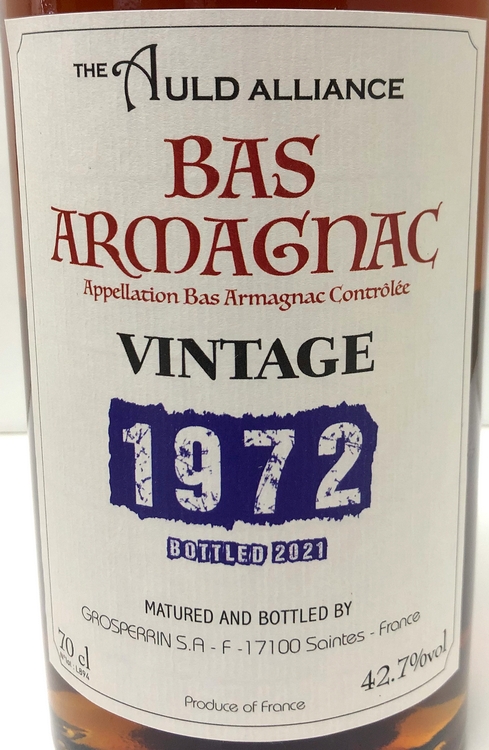 THE AULD ALLIANCE
BAS
ARMAGNAC
Appellation Bas Armagnac Contrôlée
VINTAGE
1972
BOTTLED 2021
MATURED AND BOTTLED BY
GROSPERRIN S.A - F -17100 Saintes - France
70 cl
42.7%vol
Produce of France